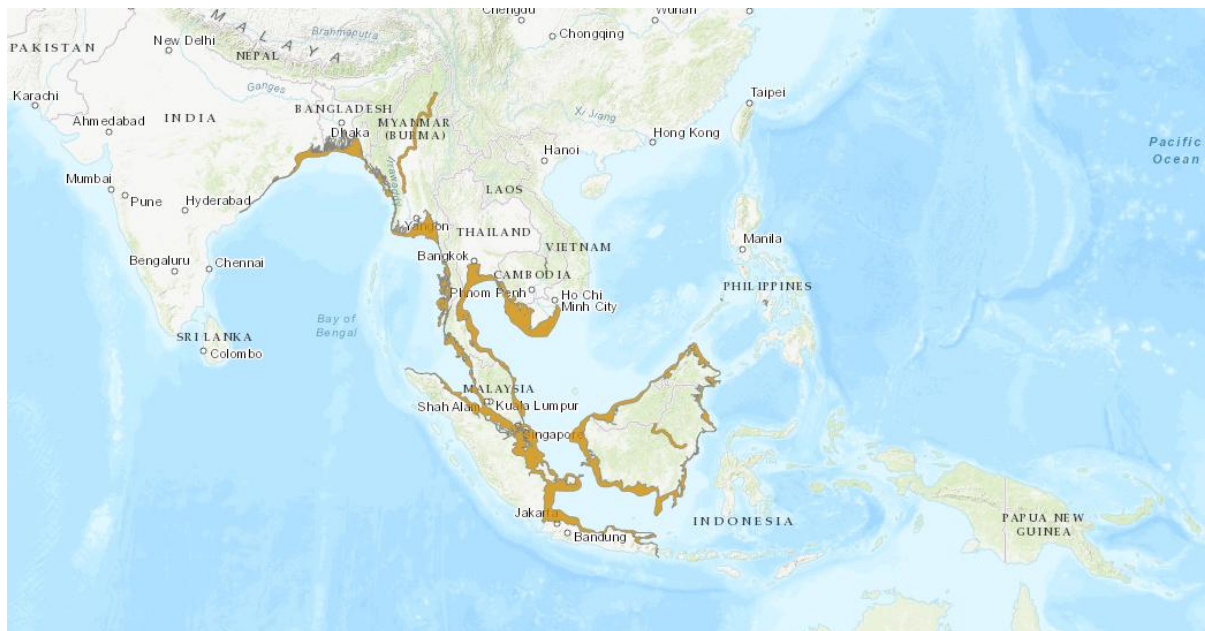 Chengdu
Wuhan
Chongqing
PAKISTAN
New Delhi
MALAYA
Brahmaputra
NEPAL
Karachi
Ganges
BANGLADESH
Taipei
Ahmedabad
INDIA
Dhaka
MYANMAR
(BURMA)
Xi Jiang
Hong Kong
Hanoi
Pacific
Ocean
Mumbai
Pune
Hyderabad
Irrawaddy
LAOS
Yangon
THAILAND
VIETNAM
Manila
Bengaluru
Chennai
Bangkok
CAMBODIA
Phnom Penh
Ho Chi
Minh City
PHILIPPINES
Bay of
Bengal
SRI LANKA
Colombo
MALAYSIA
Shah Alam
Kuala Lumpur
Singapore
Jakarta
Bandung
INDONESIA
PAPUA NEW
GUINEA